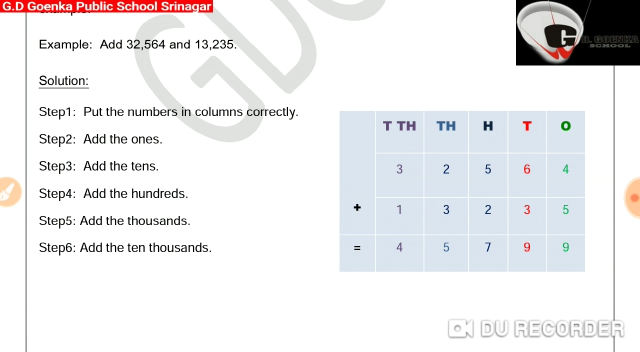 G.D Goenka Public School Srinagar
Example: Add 32,564 and 13,235.
Solution:
Step1: Put the numbers in columns correctly.
Step2: Add the ones.
Step3: Add the tens.
Step4: Add the hundreds.
Step5: Add the thousands.
Step6: Add the ten thousands.
T TH TH H T O
3 2 5 6 4
+ 1 3 2 3 5
= 4 5 7 9 9
G.D. GOENKA
SCHOOL
DU RECORDER